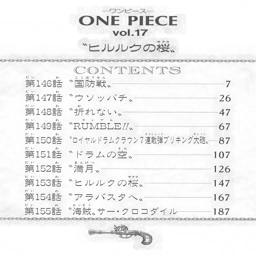 ワンピース
ONE PIECE
vol.17
〝ヒルルクの桜〟
CONTENTS
第146話〝国防戦〟 7
第147話〝ウソッパチ〟 26
第148話〝折れない〟 47
第149話〝RUMBLE!!〟 67
第150話〝ロイヤルドラムクラウン7連散弾ブリキング大砲〟 87
第151話〝ドラムの空〟 107
第152話〝満月〟 126
第153話〝ヒルルクの桜〟 147
第154話〝アラバスタへ〟 167
第155話〝海賊サー・クロコダイル〟 187